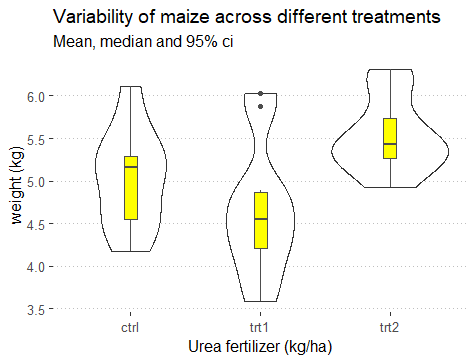 Variability of maize across different treatments
Mean, median and 95% ci
weight (kg)
6.0
5.5
5.0
4.5
4.0
3.5
ctrl trt1 trt2
Urea fertilizer (kg/ha)